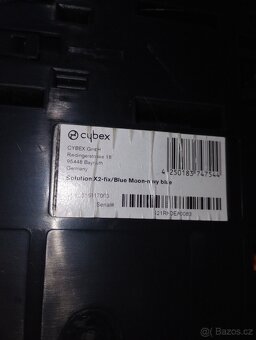 cybex
CYBEX GmbH
Riedingerstraße 18
95448 Bayreuth
Germany
4 250183 747544
Solution X2-fix/Blue Moon-navy blue
Serial#
sbazar.cz